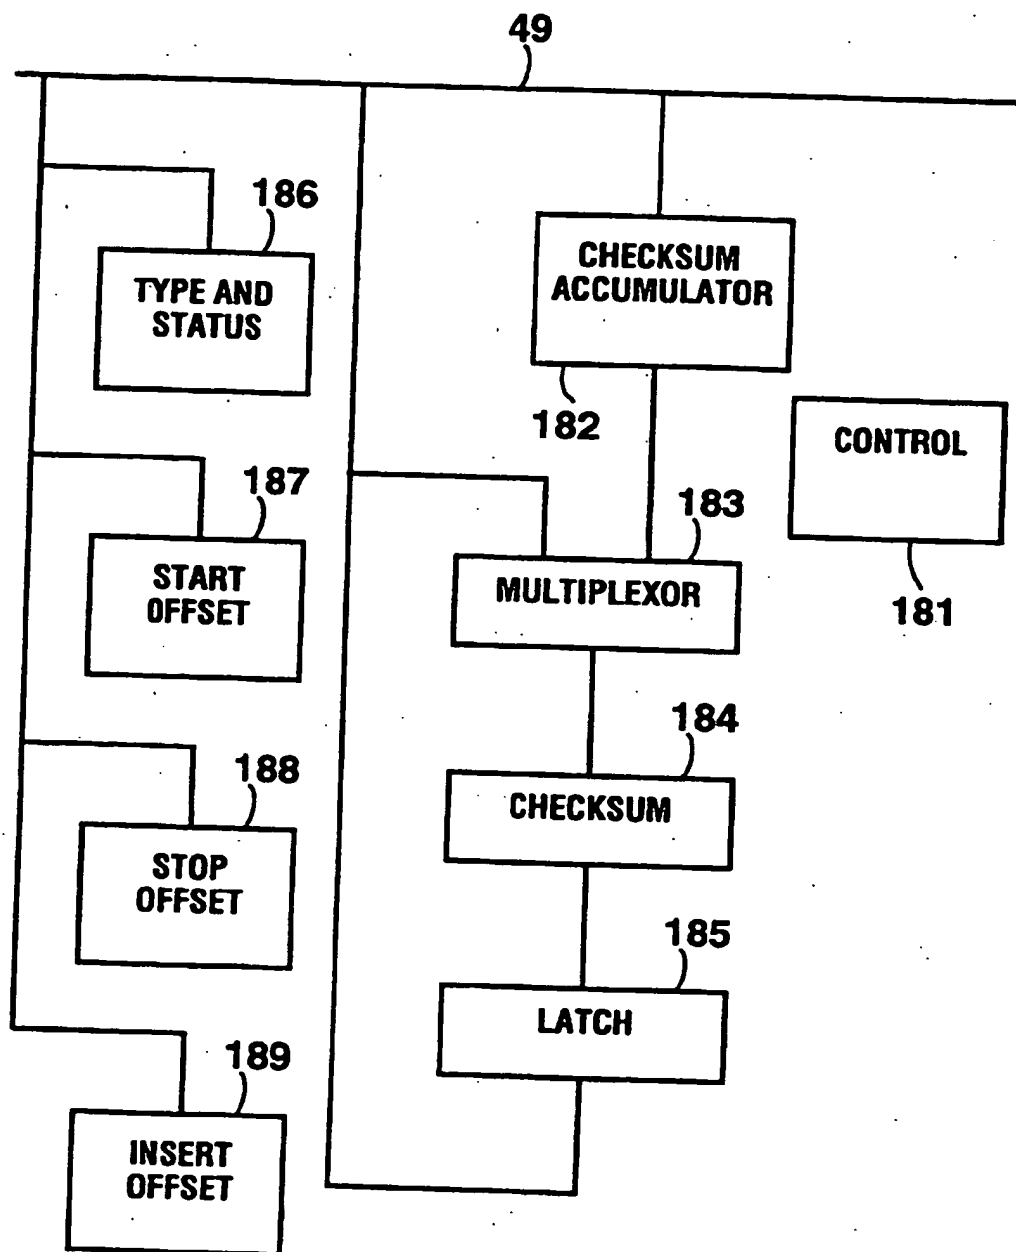 49
186
TYPE AND
STATUS
CHECKSUM
ACCUMULATOR
182
CONTROL
181
187
START
OFFSET
183
MULTIPLEXOR
184
CHECKSUM
188
STOP
OFFSET
185
LATCH
189
INSERT
OFFSET